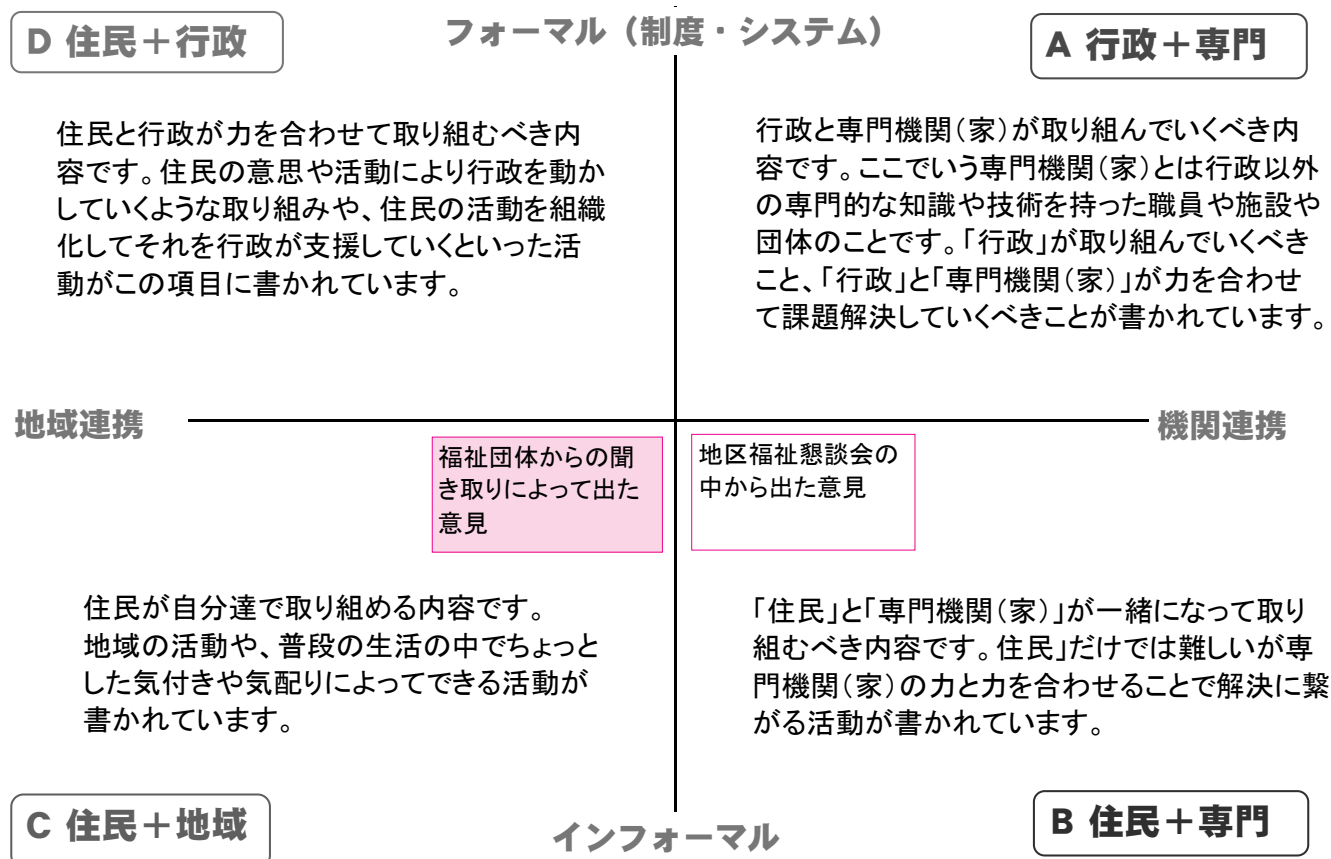 フォーマル（制度・システム）
D 住民＋行政
A 行政＋専門
住民と行政が力を合わせて取り組むべき内
容です。住民の意思や活動により行政を動か
していくような取り組みや、住民の活動を組織
化してそれを行政が支援していくといった活
動がこの項目に書かれています。
行政と専門機関（家）が取り組んでいくべき内
容です。ここでいう専門機関（家）とは行政以外
の専門的な知識や技術を持った職員や施設や
団体のことです。「行政」が取り組んでいくべき
こと、「行政」と「専門機関（家）」が力を合わせ
て課題解決していくべきことが書かれています。
地域連携
機関連携
福祉団体からの聞
き取りによって出た
意見
地区福祉懇談会の
中から出た意見
住民が自分達で取り組める内容です。
地域の活動や、普段の生活の中でちょっと
した気付きや気配りによってできる活動が
書かれています。
「住民」と「専門機関（家）」が一緒になって取り
組むべき内容です。住民」だけでは難しいが専
門機関（家）の力と力を合わせることで解決に繋
がる活動が書かれています。
C 住民＋地域
インフォーマル
B 住民＋専門